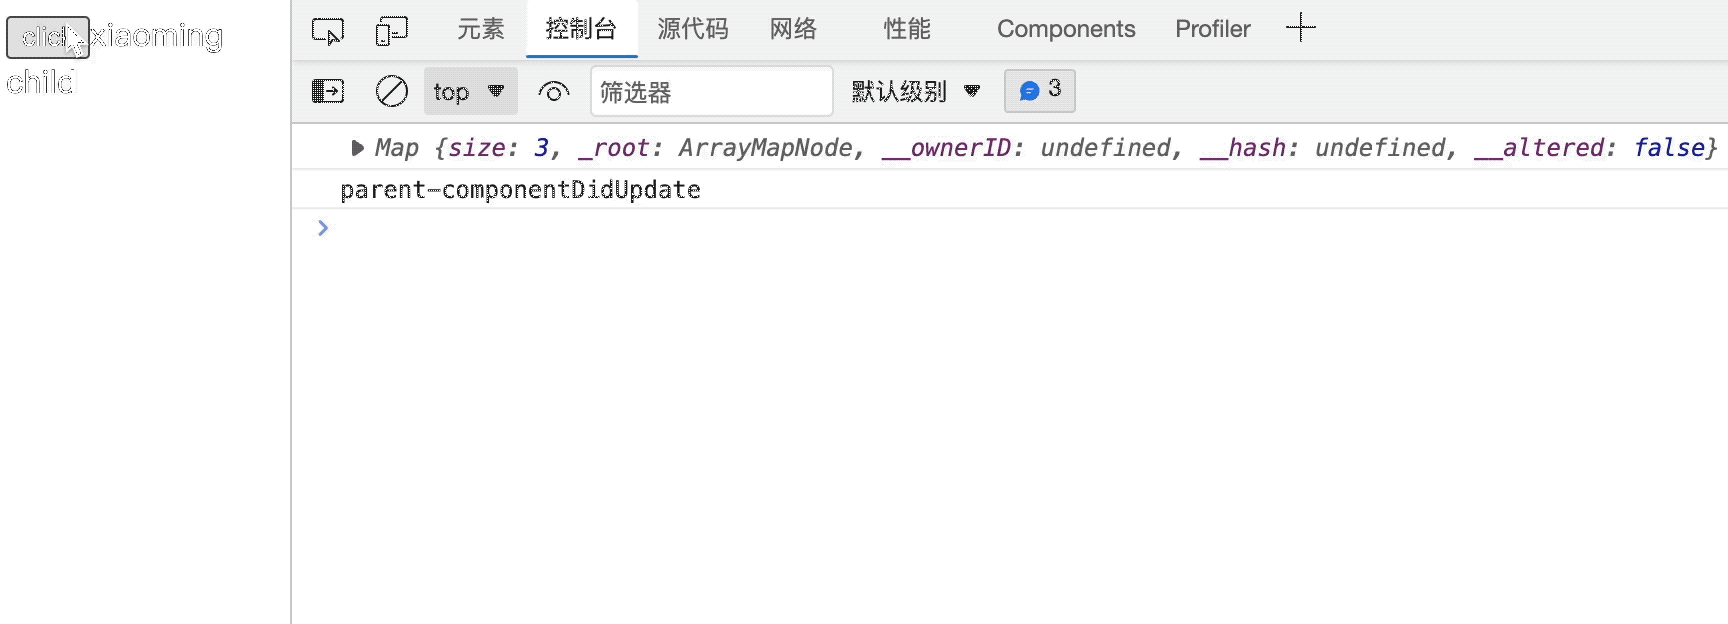 click xiaoming
child
元素 控制台 源代码 网络 性能 Components Profiler
top 筛选器 默认级别 3
Map {size: 3, _root: ArrayMapNode, __ownerID: undefined, __hash: undefined, __altered: false}
parent-componentDidUpdate